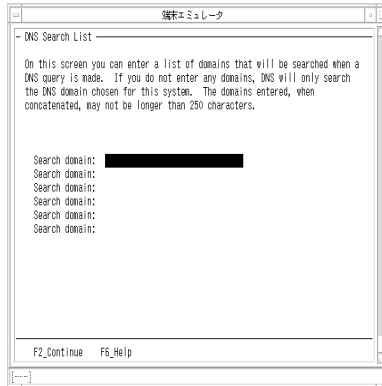 端末エミュレータ
DNS Search List
On this screen you can enter a list of domains that will be searched when a
DNS query is made.  If you do not enter any domains, DNS will only search
the DNS domain chosen for this system.  The domains entered, when
concatenated, may not be longer than 250 characters.
Search domain:
Search domain:
Search domain:
Search domain:
Search domain:
Search domain:
F2_Continue    F6_Help
[---]